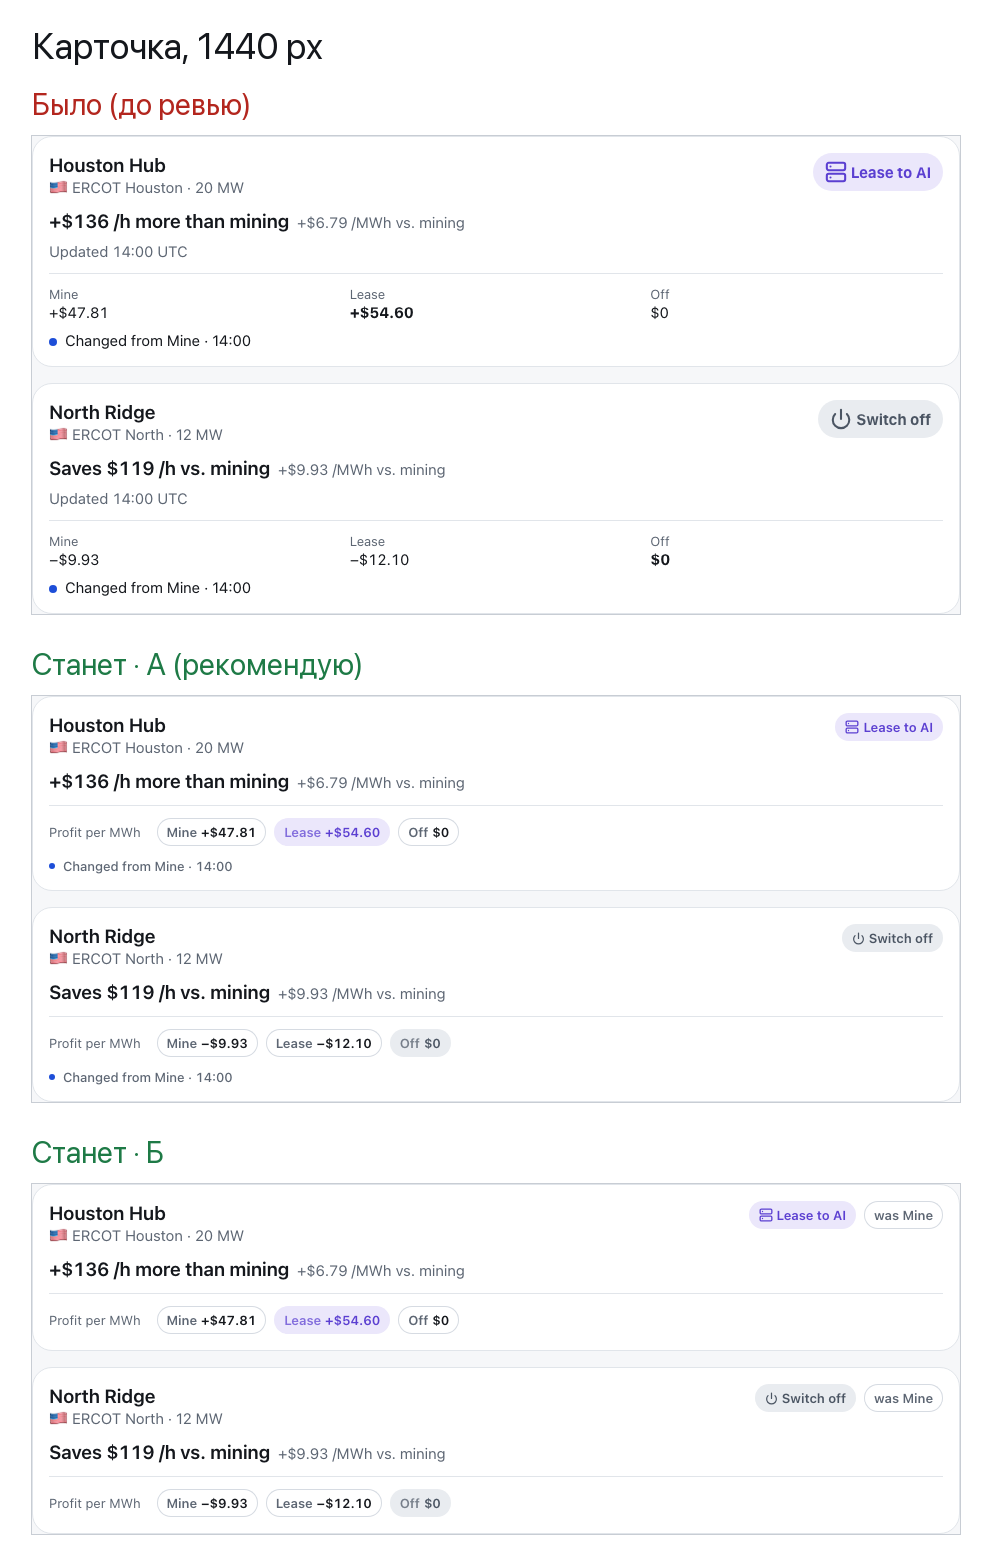 Карточка, 1440 px
Было (до ревью)
Houston Hub
Lease to AI
ERCOT Houston · 20 MW
+$136 /h more than mining +$6.79 /MWh vs. mining
Updated 14:00 UTC
Mine Lease Off
+$47.81 +$54.60 $0
Changed from Mine · 14:00
North Ridge
Switch off
ERCOT North · 12 MW
Saves $119 /h vs. mining +$9.93 /MWh vs. mining
Updated 14:00 UTC
Mine Lease Off
−$9.93 −$12.10 $0
Changed from Mine · 14:00
Станет · А (рекомендую)
Houston Hub
Lease to AI
ERCOT Houston · 20 MW
+$136 /h more than mining +$6.79 /MWh vs. mining
Profit per MWh Mine +$47.81 Lease +$54.60 Off $0
Changed from Mine · 14:00
North Ridge
Switch off
ERCOT North · 12 MW
Saves $119 /h vs. mining +$9.93 /MWh vs. mining
Profit per MWh Mine −$9.93 Lease −$12.10 Off $0
Changed from Mine · 14:00
Станет · Б
Houston Hub
Lease to AI was Mine
ERCOT Houston · 20 MW
+$136 /h more than mining +$6.79 /MWh vs. mining
Profit per MWh Mine +$47.81 Lease +$54.60 Off $0
North Ridge
Switch off was Mine
ERCOT North · 12 MW
Saves $119 /h vs. mining +$9.93 /MWh vs. mining
Profit per MWh Mine −$9.93 Lease −$12.10 Off $0